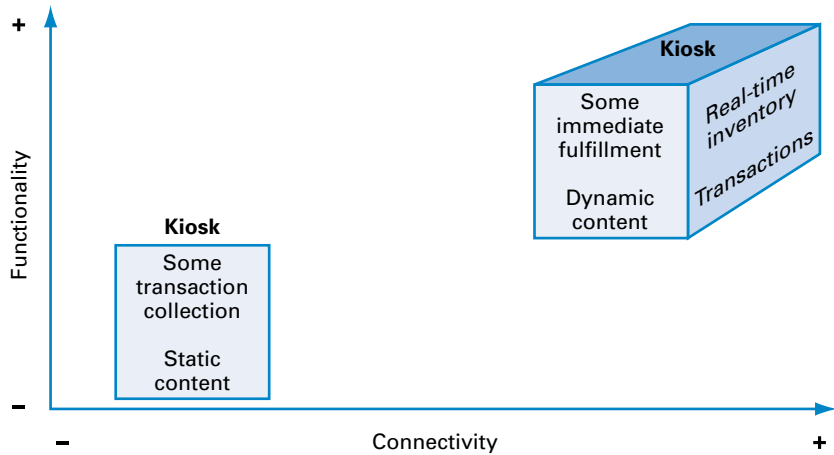 +
Functionality
–
Kiosk
Some
transaction
collection
Static
content
Kiosk
Some
immediate
fulfillment
Dynamic
content
Real-time
inventory
Transactions
–
Connectivity
+